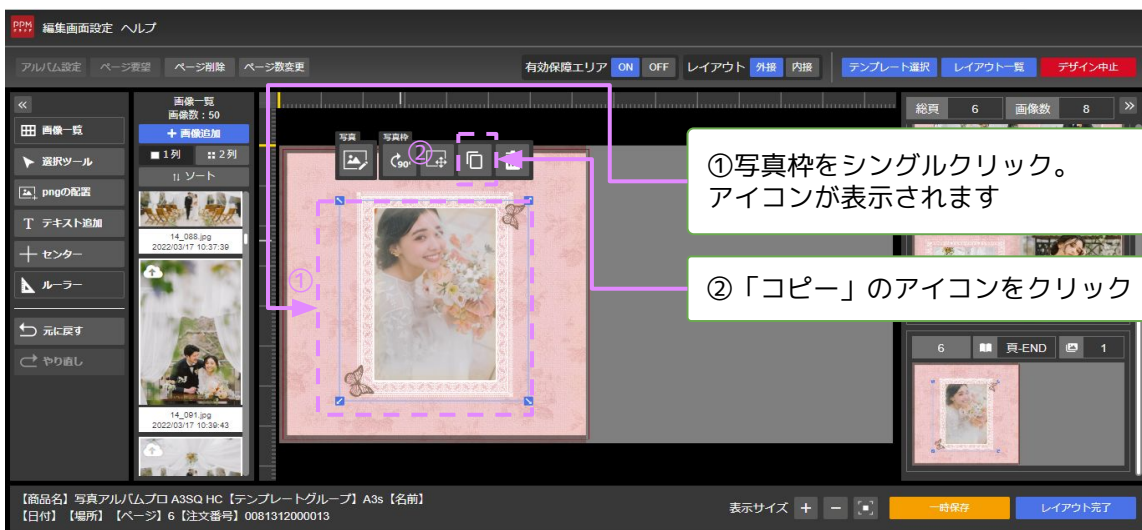 PPM
編集画面設定 ヘルプ
アルバム設定 ページ要望 ページ削除 ページ数変更
有効保障エリア ON OFF レイアウト 外接 内接
テンプレート選択 レイアウト一覧 デザイン中止
画像一覧
選択ツール
pngの配置
テキスト追加
センター
ルーラー
元に戻す
やり直し
画像一覧
画像数：50
＋ 画像追加
1列 2列
ソート
14_088.jpg
2022/03/17 10:37:39
14_091.jpg
2022/03/17 10:39:43
写真 写真枠
90°
②
①
総頁 6 画像数 8
①写真枠をシングルクリック。
アイコンが表示されます
②「コピー」のアイコンをクリック
6 頁-END 1
【商品名】写真アルバムプロ A3SQ HC【テンプレートグループ】A3s【名前】
【日付】【場所】【ページ】6【注文番号】0081312000013
表示サイズ
一時保存
レイアウト完了